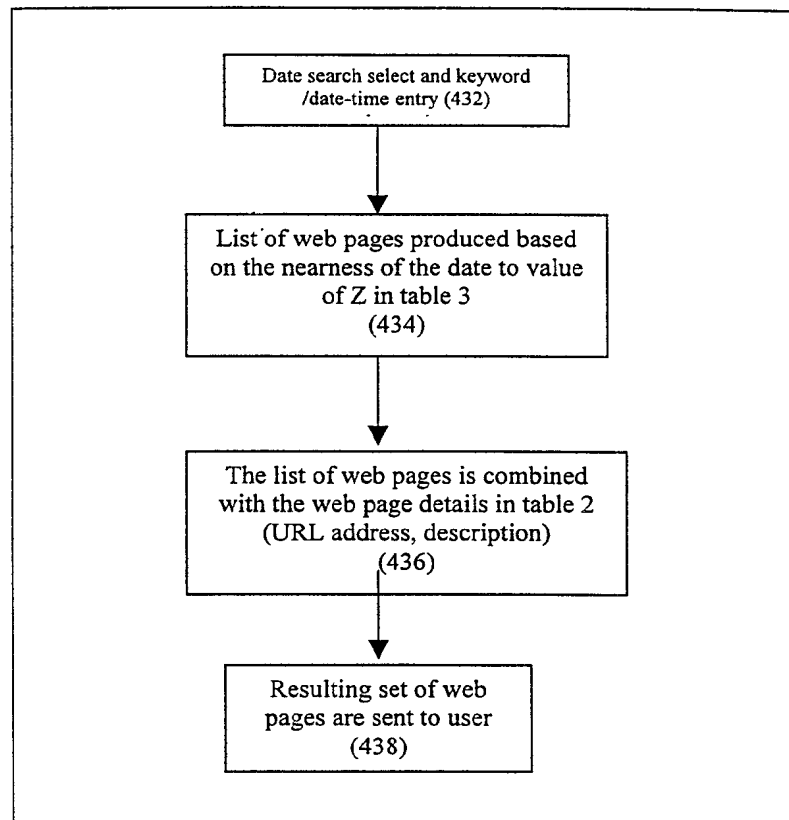 Date search select and keyword
/date-time entry (432)
List of web pages produced based
on the nearness of the date to value
of Z in table 3
(434)
The list of web pages is combined
with the web page details in table 2
(URL address, description)
(436)
Resulting set of web
pages are sent to user
(438)